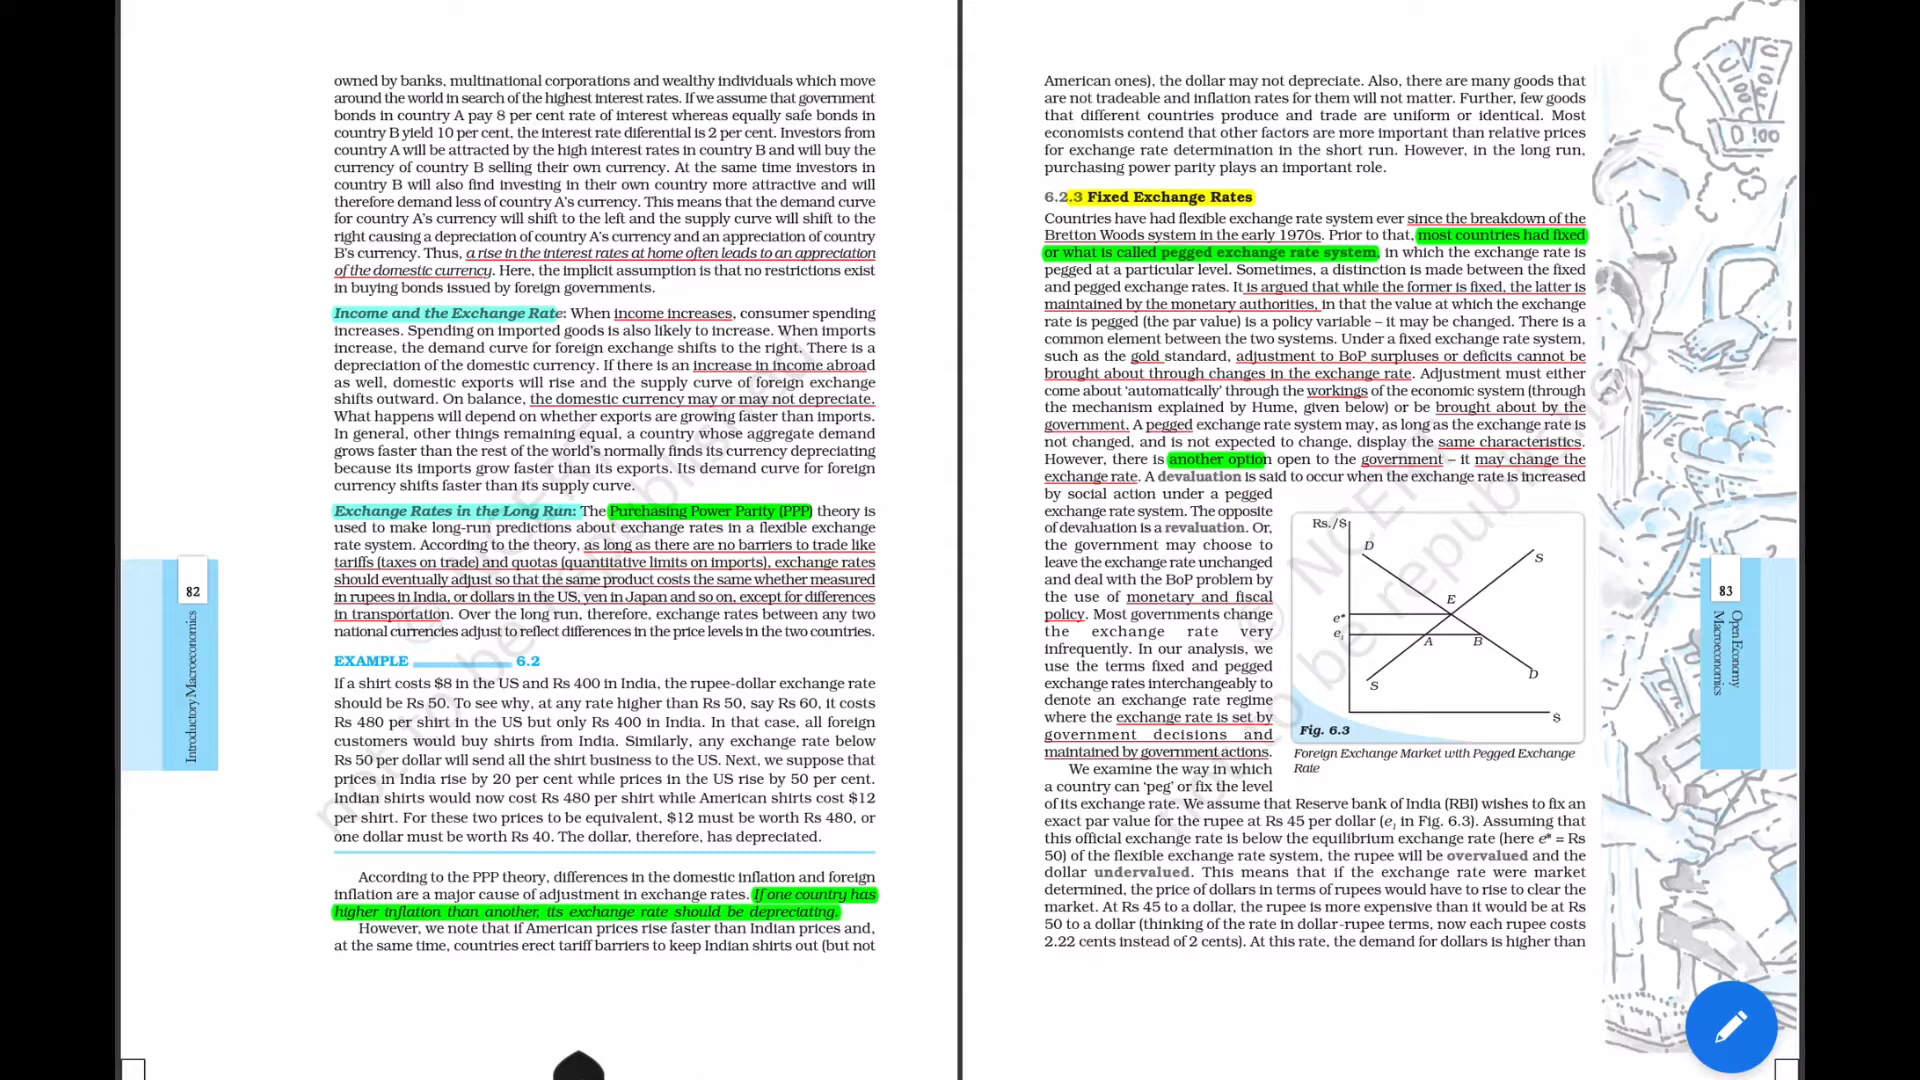 owned by banks, multinational corporations and wealthy individuals which move
around the world in search of the highest interest rates. If we assume that government
bonds in country A pay 8 per cent rate of interest whereas equally safe bonds in
country B yield 10 per cent, the interest rate diferential is 2 per cent. Investors from
country A will be attracted by the high interest rates in country B and will buy the
currency of country B selling their own currency. At the same time investors in
country B will also find investing in their own country more attractive and will
therefore demand less of country A's currency. This means that the demand curve
for country A's currency will shift to the left and the supply curve will shift to the
right causing a depreciation of country A's currency and an appreciation of country
B's currency. Thus, a rise in the interest rates at home often leads to an appreciation
of the domestic currency. Here, the implicit assumption is that no restrictions exist
in buying bonds issued by foreign governments.
Income and the Exchange Rate: When income increases, consumer spending
increases. Spending on imported goods is also likely to increase. When imports
increase, the demand curve for foreign exchange shifts to the right. There is a
depreciation of the domestic currency. If there is an increase in income abroad
as well, domestic exports will rise and the supply curve of foreign exchange
shifts outward. On balance, the domestic currency may or may not depreciate.
What happens will depend on whether exports are growing faster than imports.
In general, other things remaining equal, a country whose aggregate demand
grows faster than the rest of the world's normally finds its currency depreciating
because its imports grow faster than its exports. Its demand curve for foreign
currency shifts faster than its supply curve.
Exchange Rates in the Long Run: The Purchasing Power Parity (PPP) theory is
used to make long-run predictions about exchange rates in a flexible exchange
rate system. According to the theory, as long as there are no barriers to trade like
tariffs (taxes on trade) and quotas (quantitative limits on imports), exchange rates
should eventually adjust so that the same product costs the same whether measured
in rupees in India, or dollars in the US, yen in Japan and so on, except for differences
in transportation. Over the long run, therefore, exchange rates between any two
national currencies adjust to reflect differences in the price levels in the two countries.
EXAMPLE 6.2
If a shirt costs $8 in the US and Rs 400 in India, the rupee-dollar exchange rate
should be Rs 50. To see why, at any rate higher than Rs 50, say Rs 60, it costs
Rs 480 per shirt in the US but only Rs 400 in India. In that case, all foreign
customers would buy shirts from India. Similarly, any exchange rate below
Rs 50 per dollar will send all the shirt business to the US. Next, we suppose that
prices in India rise by 20 per cent while prices in the US rise by 50 per cent.
Indian shirts would now cost Rs 480 per shirt while American shirts cost $12
per shirt. For these two prices to be equivalent, $12 must be worth Rs 480, or
one dollar must be worth Rs 40. The dollar, therefore, has depreciated.
According to the PPP theory, differences in the domestic inflation and foreign
inflation are a major cause of adjustment in exchange rates. If one country has
higher inflation than another, its exchange rate should be depreciating.
However, we note that if American prices rise faster than Indian prices and,
at the same time, countries erect tariff barriers to keep Indian shirts out (but not
82
Introductory Macroeconomics
American ones), the dollar may not depreciate. Also, there are many goods that
are not tradeable and inflation rates for them will not matter. Further, few goods
that different countries produce and trade are uniform or identical. Most
economists contend that other factors are more important than relative prices
for exchange rate determination in the short run. However, in the long run,
purchasing power parity plays an important role.
6.2.3 Fixed Exchange Rates
Countries have had flexible exchange rate system ever since the breakdown of the
Bretton Woods system in the early 1970s. Prior to that, most countries had fixed
or what is called pegged exchange rate system, in which the exchange rate is
pegged at a particular level. Sometimes, a distinction is made between the fixed
and pegged exchange rates. It is argued that while the former is fixed, the latter is
maintained by the monetary authorities, in that the value at which the exchange
rate is pegged (the par value) is a policy variable – it may be changed. There is a
common element between the two systems. Under a fixed exchange rate system,
such as the gold standard, adjustment to BoP surpluses or deficits cannot be
brought about through changes in the exchange rate. Adjustment must either
come about 'automatically' through the workings of the economic system (through
the mechanism explained by Hume, given below) or be brought about by the
government. A pegged exchange rate system may, as long as the exchange rate is
not changed, and is not expected to change, display the same characteristics.
However, there is another option open to the government – it may change the
exchange rate. A devaluation is said to occur when the exchange rate is increased
by social action under a pegged
exchange rate system. The opposite
of devaluation is a revaluation. Or,
the government may choose to
leave the exchange rate unchanged
and deal with the BoP problem by
the use of monetary and fiscal
policy. Most governments change
the exchange rate very
infrequently. In our analysis, we
use the terms fixed and pegged
exchange rates interchangeably to
denote an exchange rate regime
where the exchange rate is set by
government decisions and
maintained by government actions.
We examine the way in which
a country can 'peg' or fix the level
of its exchange rate. We assume that Reserve bank of India (RBI) wishes to fix an
exact par value for the rupee at Rs 45 per dollar (e₁ in Fig. 6.3). Assuming that
this official exchange rate is below the equilibrium exchange rate (here e* = Rs
50) of the flexible exchange rate system, the rupee will be overvalued and the
dollar undervalued. This means that if the exchange rate were market
determined, the price of dollars in terms of rupees would have to rise to clear the
market. At Rs 45 to a dollar, the rupee is more expensive than it would be at Rs
50 to a dollar (thinking of the rate in dollar-rupee terms, now each rupee costs
2.22 cents instead of 2 cents). At this rate, the demand for dollars is higher than
Rs./$
D
S
E
e*
e₁
A
B
S
D
$
Fig. 6.3
Foreign Exchange Market with Pegged Exchange
Rate
83
Open Economy
Macroeconomics
© NCERT
not to be republished
© NCERT
not to be republished